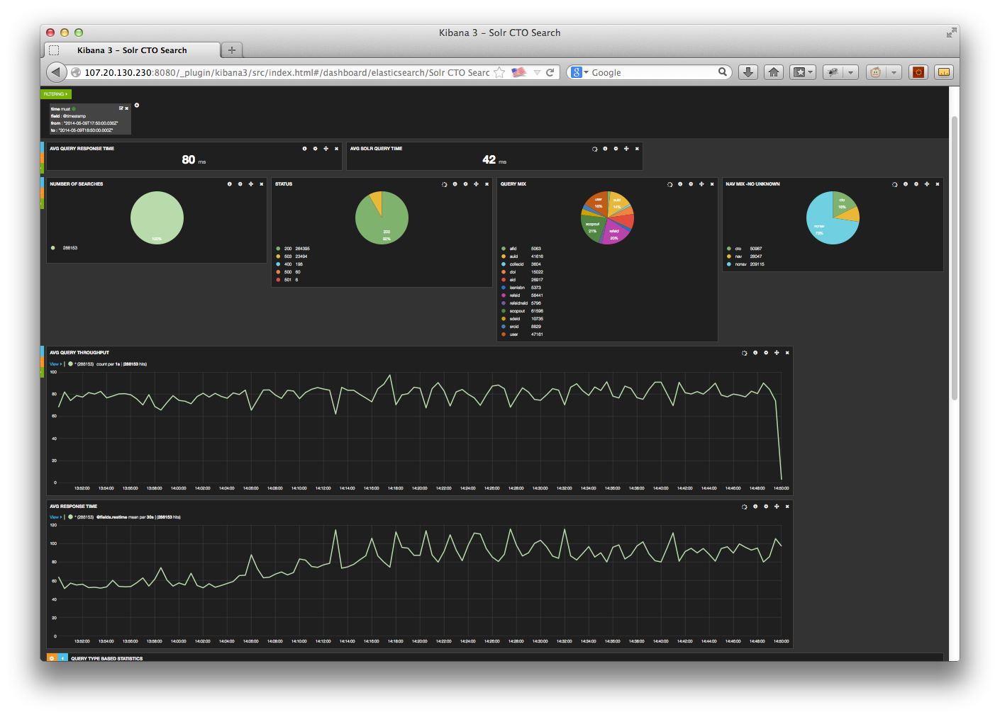 Kibana 3 – Solr CTO Search
Kibana 3 – Solr CTO Search
107.20.130.230:8080/_plugin/kibana3/src/index.html#/dashboard/elasticsearch/Solr CTO Searc
Google
FILTERING
time must
field : @timestamp
from : "2014-05-09T17:50:00.030Z"
to : "2014-05-09T18:50:00.000Z"
AVG QUERY RESPONSE TIME
80 ms
AVG SOLR QUERY TIME
42 ms
NUMBER OF SEARCHES
100%
288153
STATUS
200
92%
200 264395
503 23494
400 198
500 60
501 6
QUERY MIX
user
16%
auid
14%
scopout
21%
refeid
20%
afid 5063
auid 41616
collecid 3604
doi 15022
eid 26917
issnisbn 5373
refeid 56441
refeidneid 5796
scopout 61596
sdeid 10735
srcid 8829
user 47161
NAV MIX -NO UNKNOWN
cto
18%
nonav
73%
cto 50987
nav 28047
nonav 209115
AVG QUERY THROUGHPUT
View | * (288153) count per 1s | (288153 hits)
100
80
60
40
20
0
13:52:00 13:54:00 13:56:00 13:58:00 14:00:00 14:02:00 14:04:00 14:06:00 14:08:00 14:10:00 14:12:00 14:14:00 14:16:00 14:18:00 14:20:00 14:22:00 14:24:00 14:26:00 14:28:00 14:30:00 14:32:00 14:34:00 14:36:00 14:38:00 14:40:00 14:42:00 14:44:00 14:46:00 14:48:00 14:50:00
AVG RESPONSE TIME
View | * (288153) @fields.restime mean per 30s | (288153 hits)
120
100
80
60
40
20
0
13:52:00 13:54:00 13:56:00 13:58:00 14:00:00 14:02:00 14:04:00 14:06:00 14:08:00 14:10:00 14:12:00 14:14:00 14:16:00 14:18:00 14:20:00 14:22:00 14:24:00 14:26:00 14:28:00 14:30:00 14:32:00 14:34:00 14:36:00 14:38:00 14:40:00 14:42:00 14:44:00 14:46:00 14:48:00 14:50:00
QUERY TYPE BASED STATISTICS